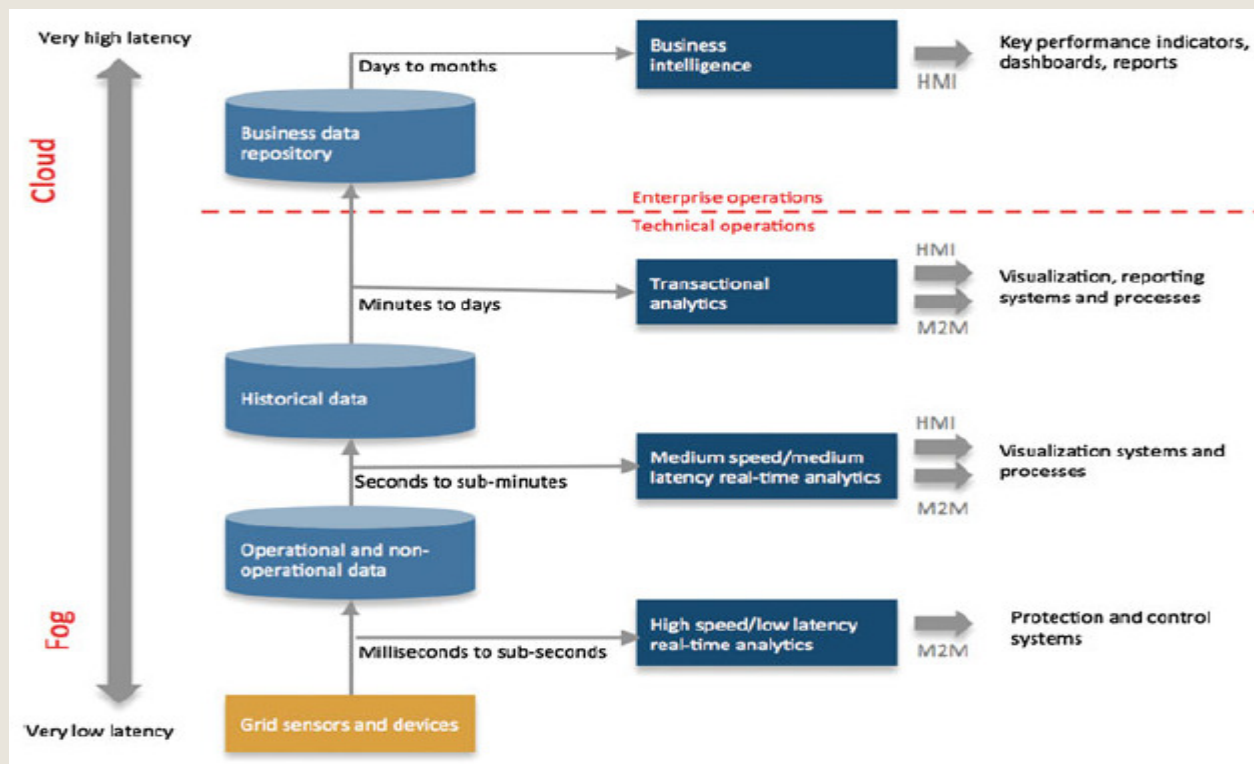 Very high latency
Cloud
Fog
Very low latency
Days to months
Business
intelligence
HMI
Key performance indicators,
dashboards, reports
Business data
repository
Enterprise operations
Technical operations
Minutes to days
Transactional
analytics
HMI
M2M
Visualization, reporting
systems and processes
Historical data
Seconds to sub-minutes
Medium speed/medium
latency real-time analytics
HMI
M2M
Visualization systems and
processes
Operational and non-
operational data
Milliseconds to sub-seconds
High speed/low latency
real-time analytics
M2M
Protection and control
systems
Grid sensors and devices